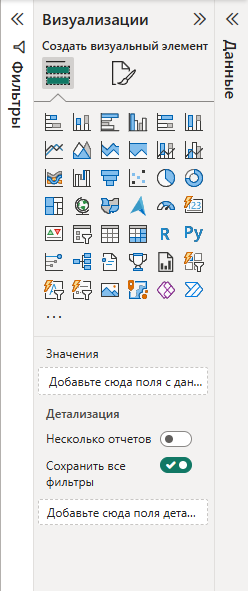 Фильтры
Визуализации
Данные
Создать визуальный элемент
123
R
Py
...
Значения
Добавьте сюда поля с дан...
Детализация
Несколько отчетов
Сохранить все
фильтры
Добавьте сюда поля дета...